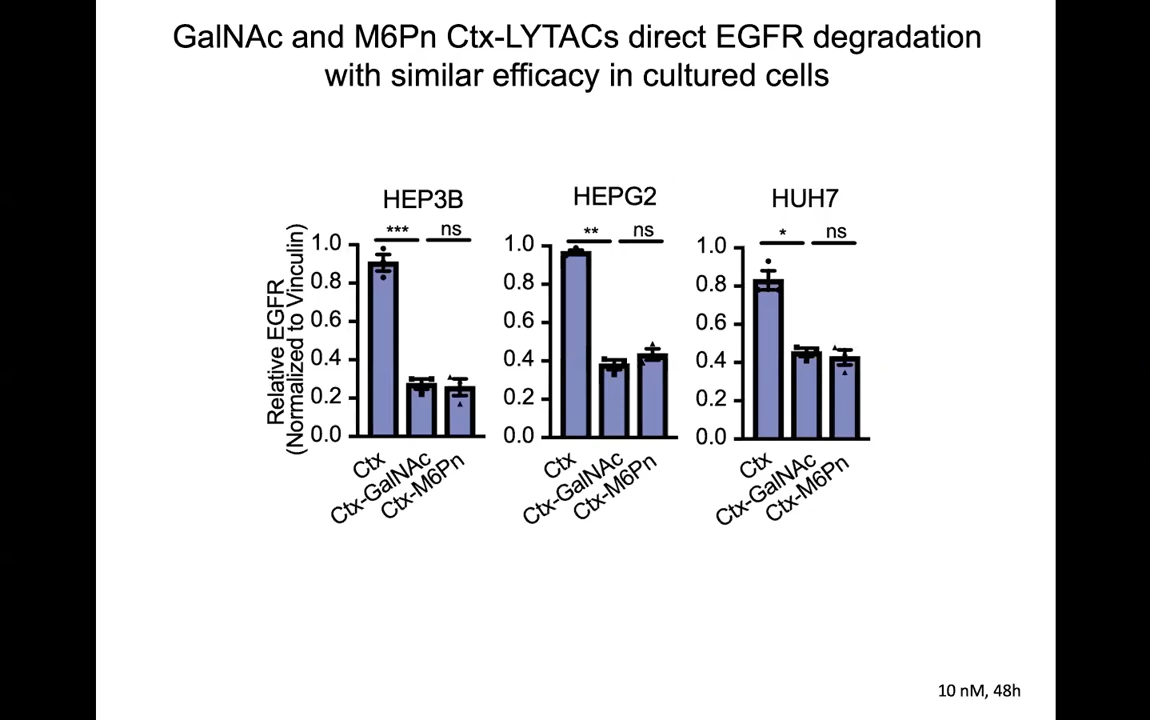 GalNAc and M6Pn Ctx-LYTACs direct EGFR degradation
with similar efficacy in cultured cells
Relative EGFR
(Normalized to Vinculin)
HEP3B
*** ns
1.0
0.8
0.6
0.4
0.2
0.0
Ctx
Ctx-GalNAc
Ctx-M6Pn
HEPG2
** ns
1.0
0.8
0.6
0.4
0.2
0.0
Ctx
Ctx-GalNAc
Ctx-M6Pn
HUH7
* ns
1.0
0.8
0.6
0.4
0.2
0.0
Ctx
Ctx-GalNAc
Ctx-M6Pn
10 nM, 48h